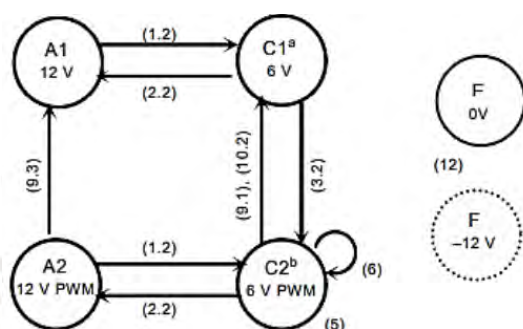 A1
12 V
(1.2)
(2.2)
C1ᵃ
6 V
F
0V
(12)
(9.3)
(9.1), (10.2)
(3.2)
F
–12 V
A2
12 V PWM
(1.2)
(2.2)
C2ᵇ
6 V PWM
(6)
(5)